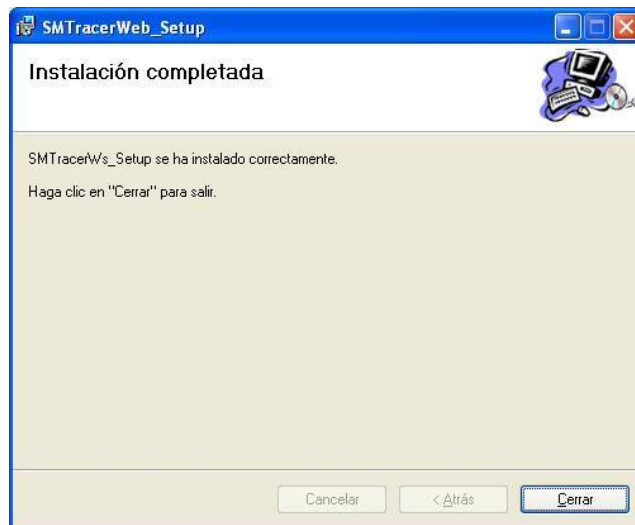 SMTracerWeb_Setup
Instalación completada
SMTracerWs_Setup se ha instalado correctamente.
Haga clic en "Cerrar" para salir.
Cancelar
< Atrás
Cerrar